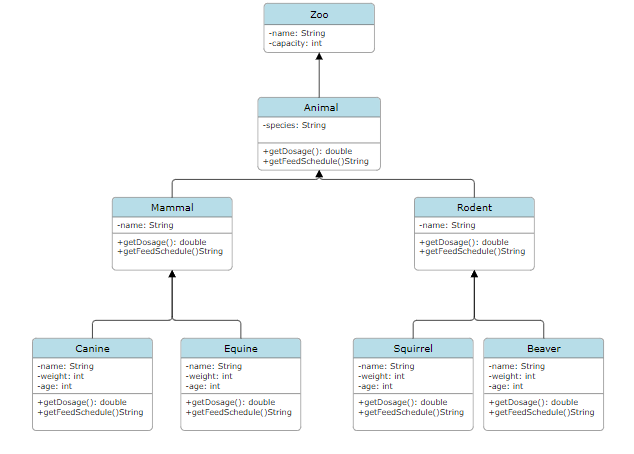 Zoo
-name: String
-capacity: int
Animal
-species: String
+getDosage(): double
+getFeedSchedule()String
Mammal
-name: String
+getDosage(): double
+getFeedSchedule()String
Rodent
-name: String
+getDosage(): double
+getFeedSchedule()String
Canine
-name: String
-weight: int
-age: int
+getDosage(): double
+getFeedSchedule()String
Equine
-name: String
-weight: int
-age: int
+getDosage(): double
+getFeedSchedule()String
Squirrel
-name: String
-weight: int
-age: int
+getDosage(): double
+getFeedSchedule()String
Beaver
-name: String
-weight: int
-age: int
+getDosage(): double
+getFeedSchedule()String